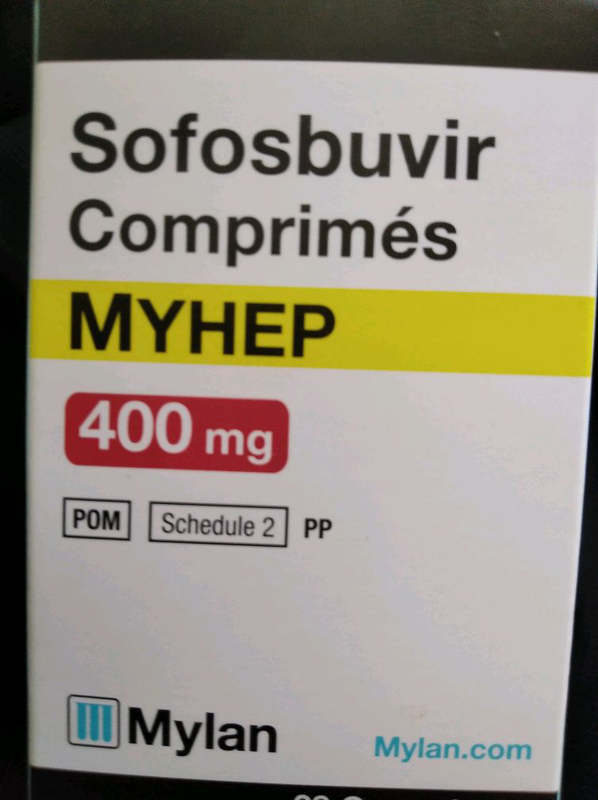 Sofosbuvir
Comprimés
MYHEP
400 mg
POM Schedule 2 PP
Mylan Mylan.com